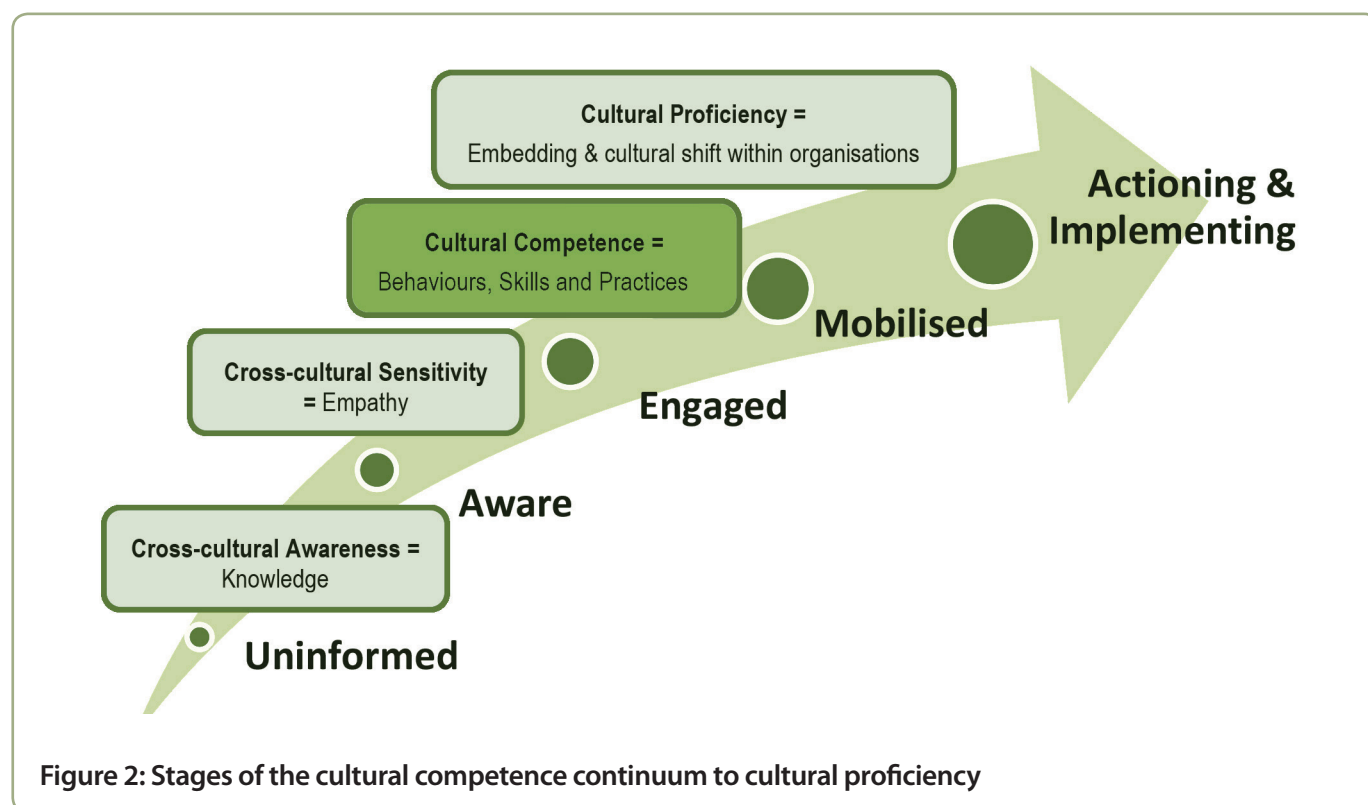 Cultural Proficiency =
Embedding & cultural shift within organisations
Actioning &
Implementing
Cultural Competence =
Behaviours, Skills and Practices
Mobilised
Cross-cultural Sensitivity
= Empathy
Engaged
Aware
Cross-cultural Awareness =
Knowledge
Uninformed
Figure 2: Stages of the cultural competence continuum to cultural proficiency